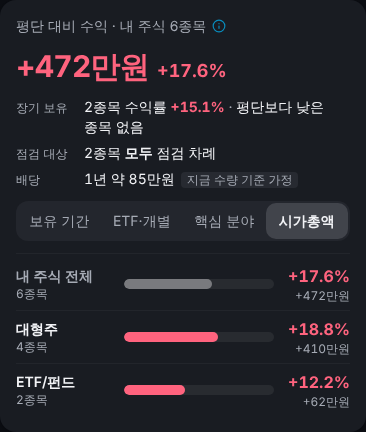 평단 대비 수익 · 내 주식 6종목
+472만원 +17.6%
장기 보유 2종목 수익률 +15.1% · 평단보다 낮은
종목 없음
점검 대상 2종목 모두 점검 차례
배당 1년 약 85만원 지금 수량 기준 가정
보유 기간 ETF·개별 핵심 분야 시가총액
내 주식 전체 +17.6%
6종목 +472만원
대형주 +18.8%
4종목 +410만원
ETF/펀드 +12.2%
2종목 +62만원